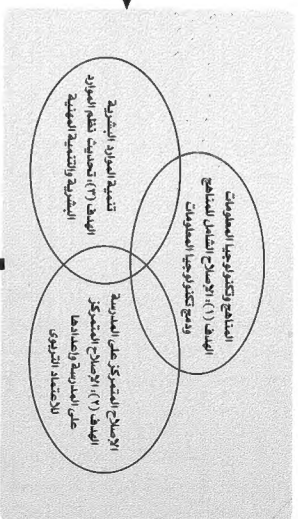 المناهج وتكنولوجيا المعلومات
الهدف (١): الإصلاح الشامل للمناهج
ودمج تكنولوجيا المعلومات
الإصلاح المتمركز على المدرسة
الهدف (٢): الإصلاح المتمركز
على المدرسة وإعدادها
للاعتماد التربوى
تنمية الموارد البشرية
الهدف (٣): تحديث نظم الموارد
البشرية والتنمية المهنية